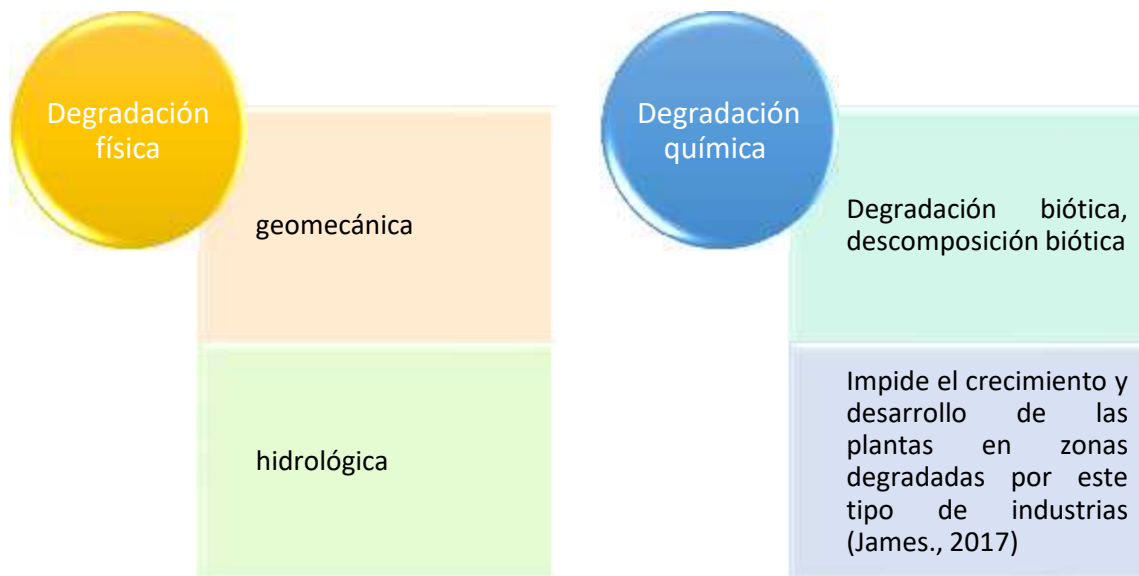 Degradación
física
geomecánica
hidrológica
Degradación
química
Degradación biótica,
descomposición biótica
Impide el crecimiento y
desarrollo de las
plantas en zonas
degradadas por este
tipo de industrias
(James., 2017)